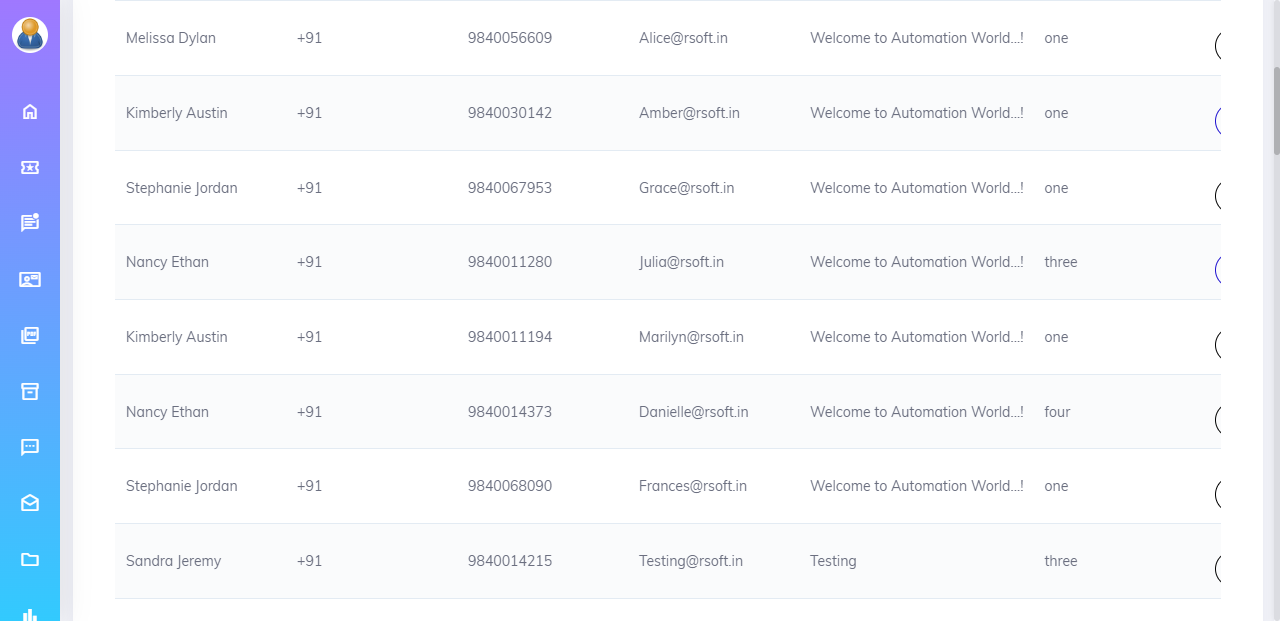 Melissa Dylan +91 9840056609 Alice@rsoft.in Welcome to Automation World...! one
Kimberly Austin +91 9840030142 Amber@rsoft.in Welcome to Automation World...! one
Stephanie Jordan +91 9840067953 Grace@rsoft.in Welcome to Automation World...! one
Nancy Ethan +91 9840011280 Julia@rsoft.in Welcome to Automation World...! three
Kimberly Austin +91 9840011194 Marilyn@rsoft.in Welcome to Automation World...! one
Nancy Ethan +91 9840014373 Danielle@rsoft.in Welcome to Automation World...! four
Stephanie Jordan +91 9840068090 Frances@rsoft.in Welcome to Automation World...! one
Sandra Jeremy +91 9840014215 Testing@rsoft.in Testing three